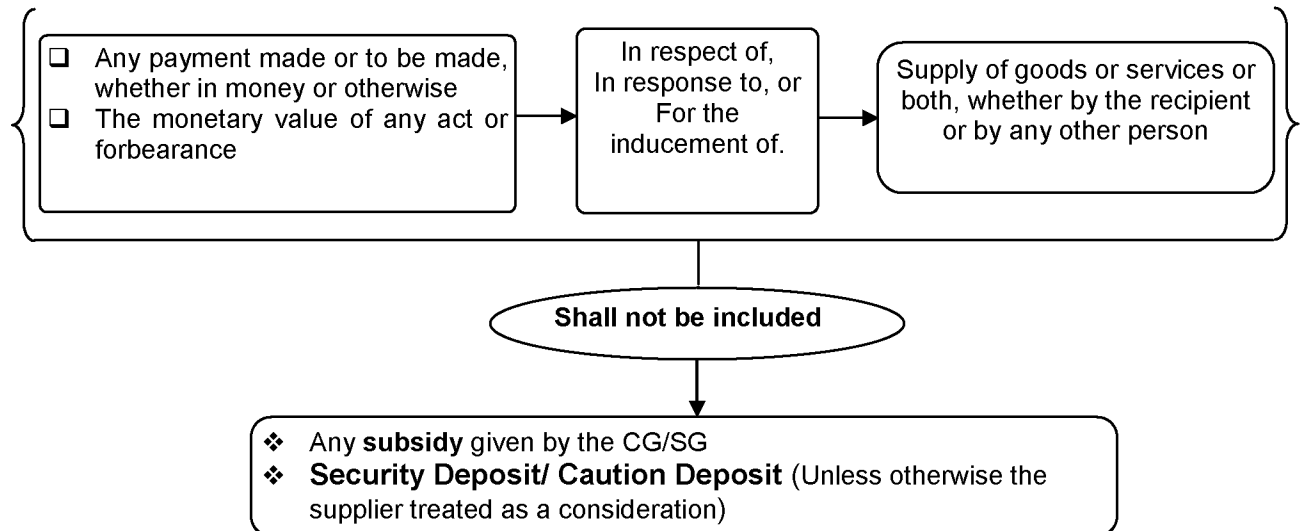 ❑ Any payment made or to be made,
whether in money or otherwise
❑ The monetary value of any act or
forbearance
In respect of,
In response to, or
For the
inducement of.
Supply of goods or services or
both, whether by the recipient
or by any other person
Shall not be included
❖ Any subsidy given by the CG/SG
❖ Security Deposit/ Caution Deposit (Unless otherwise the
supplier treated as a consideration)